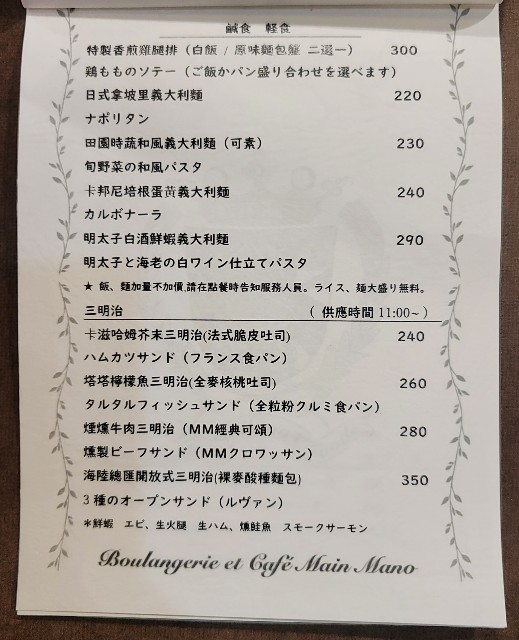 鹹食 輕食
特製香煎雞腿排（白飯 / 原味麵包籃 二選一） 300
鶏もものソテー（ご飯かパン盛り合わせを選べます）
日式拿坡里義大利麵 220
ナポリタン
田園時蔬和風義大利麵（可素） 230
旬野菜の和風パスタ
卡邦尼培根蛋黃義大利麵 240
カルボナーラ
明太子白酒鮮蝦義大利麵 290
明太子と海老の白ワイン仕立てパスタ
★ 飯、麵加量不加價,請在點餐時告知服務人員。ライス、麺大盛り無料。
三明治 （ 供應時間 11:00~ ）
卡滋哈姆芥末三明治(法式脆皮吐司) 240
ハムカツサンド（フランス食パン）
塔塔檸檬魚三明治(全麥核桃吐司) 260
タルタルフィッシュサンド（全粒粉クルミ食パン）
煙燻牛肉三明治（MM經典可頌） 280
燻製ビーフサンド（MMクロワッサン）
海陸總匯開放式三明治(裸麥酸種麵包) 350
３種のオープンサンド（ルヴァン）
*鮮蝦 エビ、生火腿 生ハム、燻鮭魚 スモークサーモン
Boulangerie et Café Main Mano